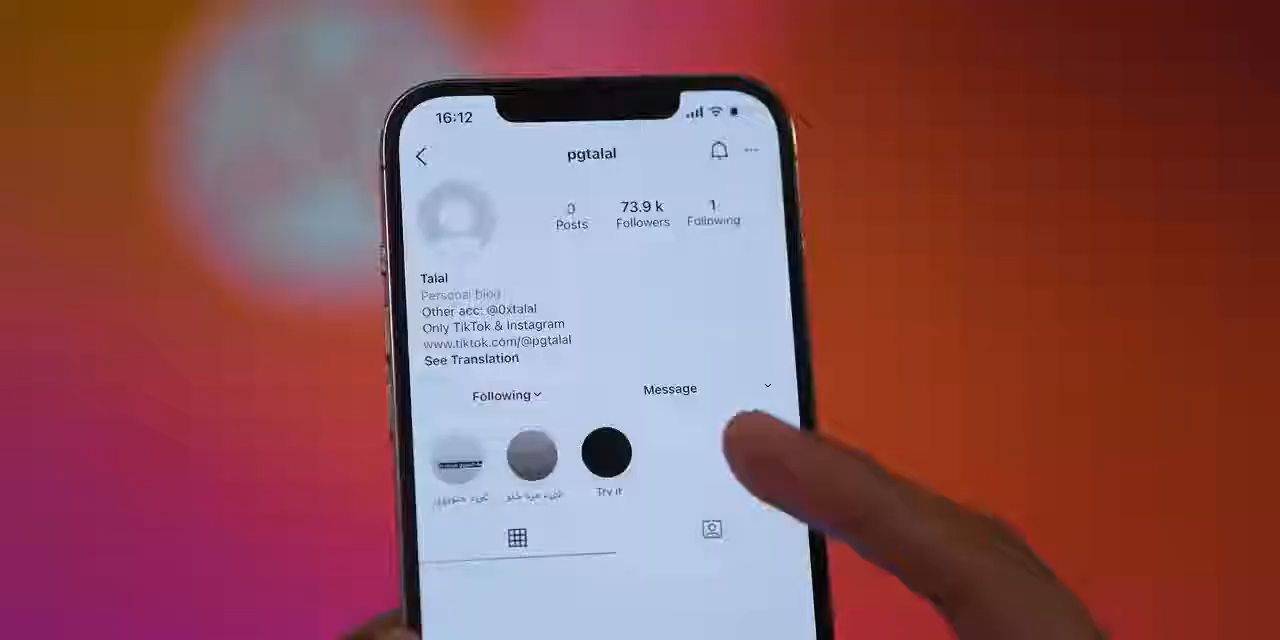 16:12
pgtalal
0 73.9 k 1
Posts Followers Following
Talal
Personal blog
Other acc: @0xtalal
Only TikTok & Instagram
www.tiktok.com/@pgtalal
See Translation
Following Message
Try it